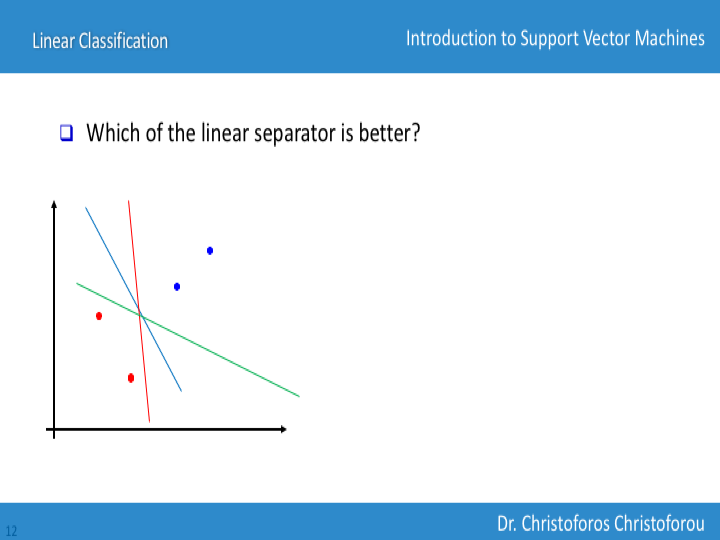 Linear Classification
Introduction to Support Vector Machines
Which of the linear separator is better?
Dr. Christoforos Christoforou
12